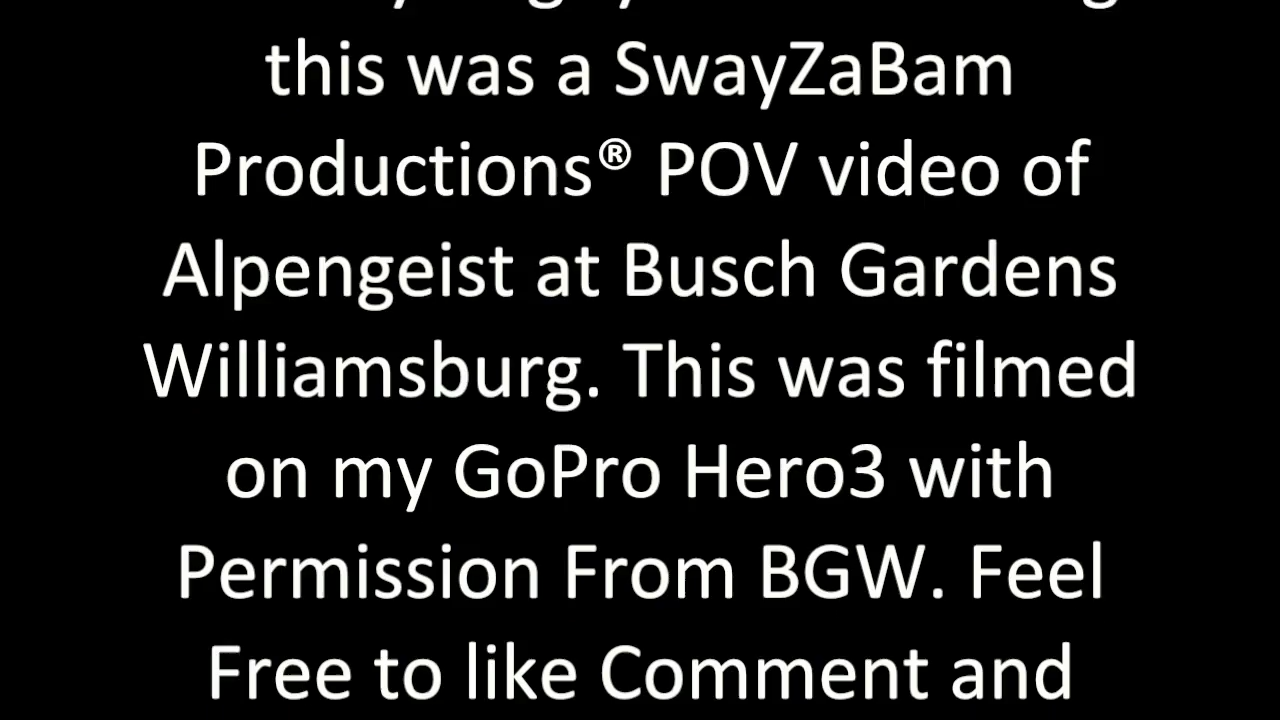 this was a SwayZaBam
Productions® POV video of
Alpengeist at Busch Gardens
Williamsburg. This was filmed
on my GoPro Hero3 with
Permission From BGW. Feel
Free to like Comment and